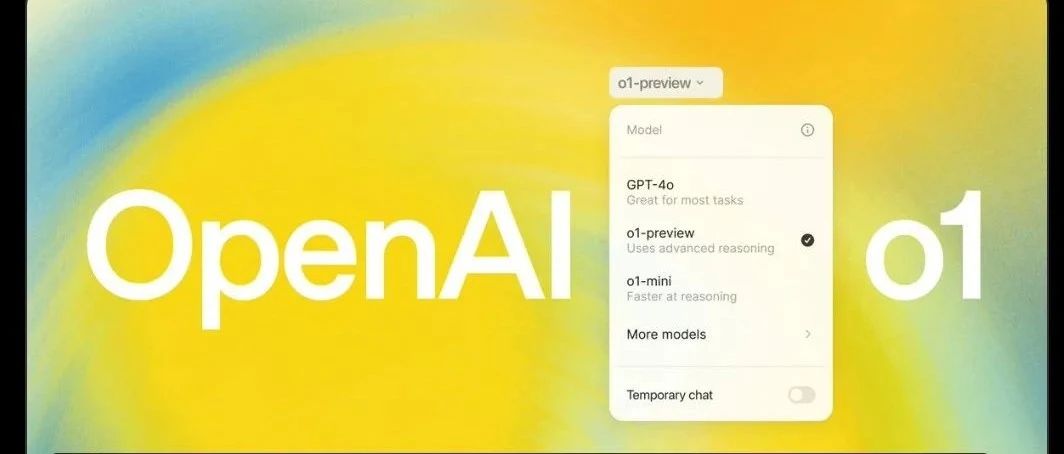 OpenAI
o1-preview
Model
GPT-4o
Great for most tasks
o1-preview
Uses advanced reasoning
o1-mini
Faster at reasoning
More models
Temporary chat
o1